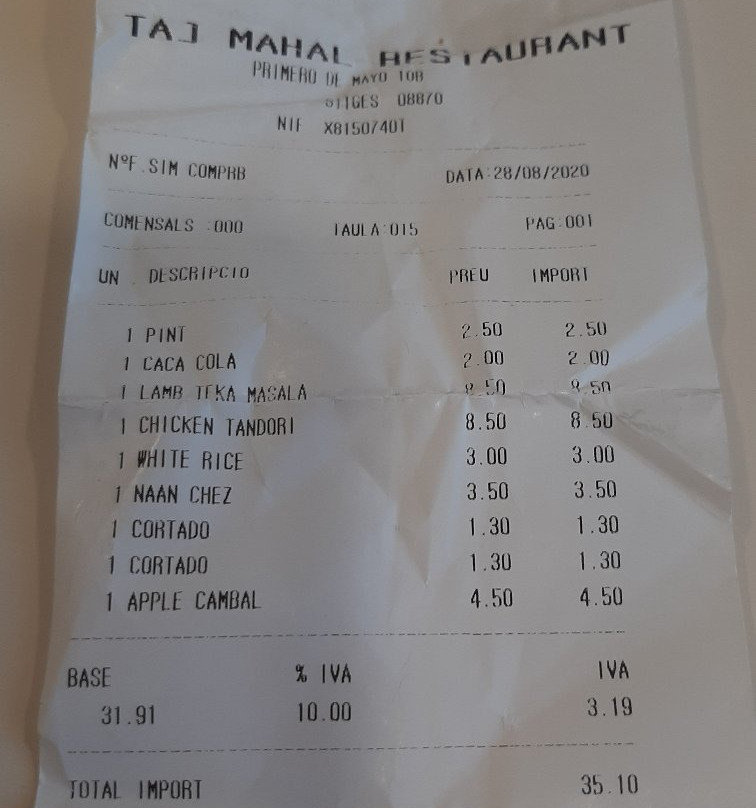 TAJ MAHAL RESTAURANT
PRIMERO DE MAYO 10B
SITGES 08870
NIF X8150740T
NºF.SIM COMPRB DATA:28/08/2020
COMENSALS :000 TAULA:015 PAG:001
UN . DESCRIPCIO PREU IMPORT
1 PINT 2.50 2.50
1 CACA COLA 2.00 2.00
1 LAMB TEKA MASALA 8.50 8.50
1 CHICKEN TANDORI 8.50 8.50
1 WHITE RICE 3.00 3.00
1 NAAN CHEZ 3.50 3.50
1 CORTADO 1.30 1.30
1 CORTADO 1.30 1.30
1 APPLE CAMBAL 4.50 4.50
BASE % IVA IVA
31.91 10.00 3.19
TOTAL IMPORT 35.10